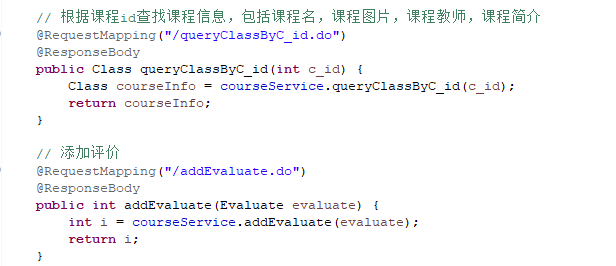 // 根据课程id查找课程信息，包括课程名，课程图片，课程教师，课程简介
@RequestMapping("/queryClassByC_id.do")
@ResponseBody
public Class queryClassByC_id(int c_id) {
    Class courseInfo = courseService.queryClassByC_id(c_id);
    return courseInfo;
}

// 添加评价
@RequestMapping("/addEvaluate.do")
@ResponseBody
public int addEvaluate(Evaluate evaluate) {
    int i = courseService.addEvaluate(evaluate);
    return i;
}